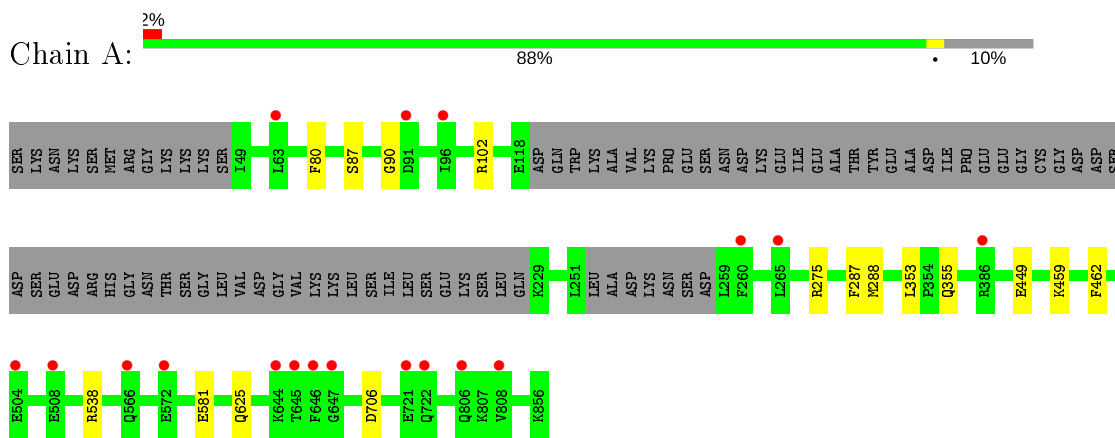 2%
Chain A:
88%
•
10%
SER LYS ASN LYS SER MET ARG GLY LYS LYS LYS SER I49 L63 F80 S87 G90 D91 I96 R102 E118 ASP GLN TRP LYS ALA VAL LYS PRO GLU SER ASN ASP LYS GLU ILE GLU ALA THR TYR GLU ALA ASP ILE PRO GLU GLU GLY CYS GLY ASP ASP SER
ASP SER GLU ASP ARG HIS GLY ASN THR SER GLY LEU VAL ASP GLY VAL LYS LYS LEU SER ILE LEU SER GLU LYS SER LEU GLN K229 L251 LEU ALA ASP LYS ASN SER ASP L259 F260 L265 R275 F287 M288 L353 P354 Q355 R386 E449 K459 F462
E504 E508 R538 Q566 E572 E581 Q625 K644 T645 F646 G647 D706 E721 Q722 Q806 K807 V808 K856